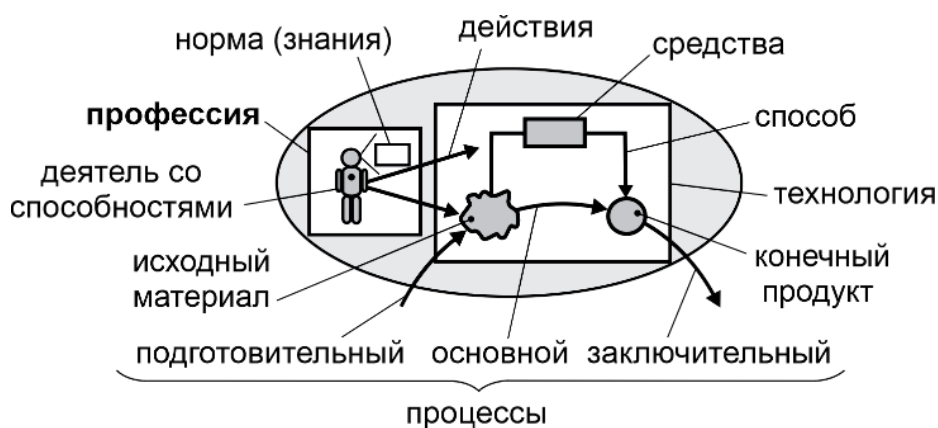 норма (знания)
действия
средства
профессия
способ
деятель со
способностями
технология
исходный
материал
конечный
продукт
подготовительный
основной
заключительный
процессы